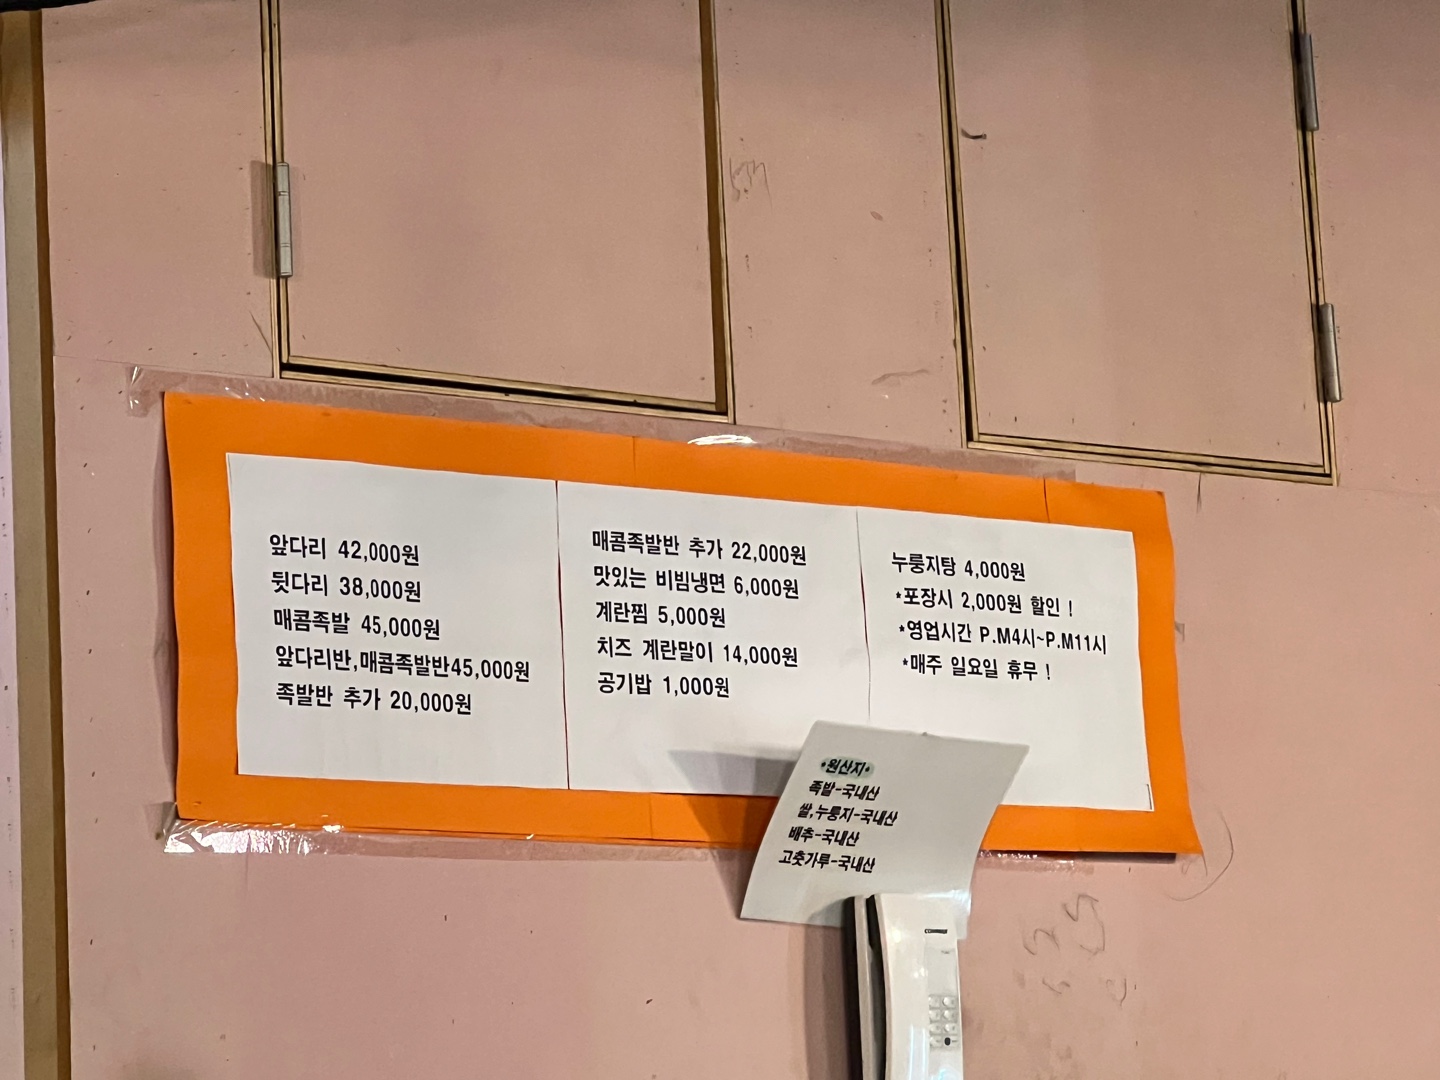 앞다리 42,000원
뒷다리 38,000원
매콤족발 45,000원
앞다리반,매콤족발반45,000원
족발반 추가 20,000원
매콤족발반 추가 22,000원
맛있는 비빔냉면 6,000원
계란찜 5,000원
치즈 계란말이 14,000원
공기밥 1,000원
누룽지탕 4,000원
*포장시 2,000원 할인 !
*영업시간 P.M4시~P.M11시
*매주 일요일 휴무 !
*원산지*
족발-국내산
쌀,누룽지-국내산
배추-국내산
고춧가루-국내산